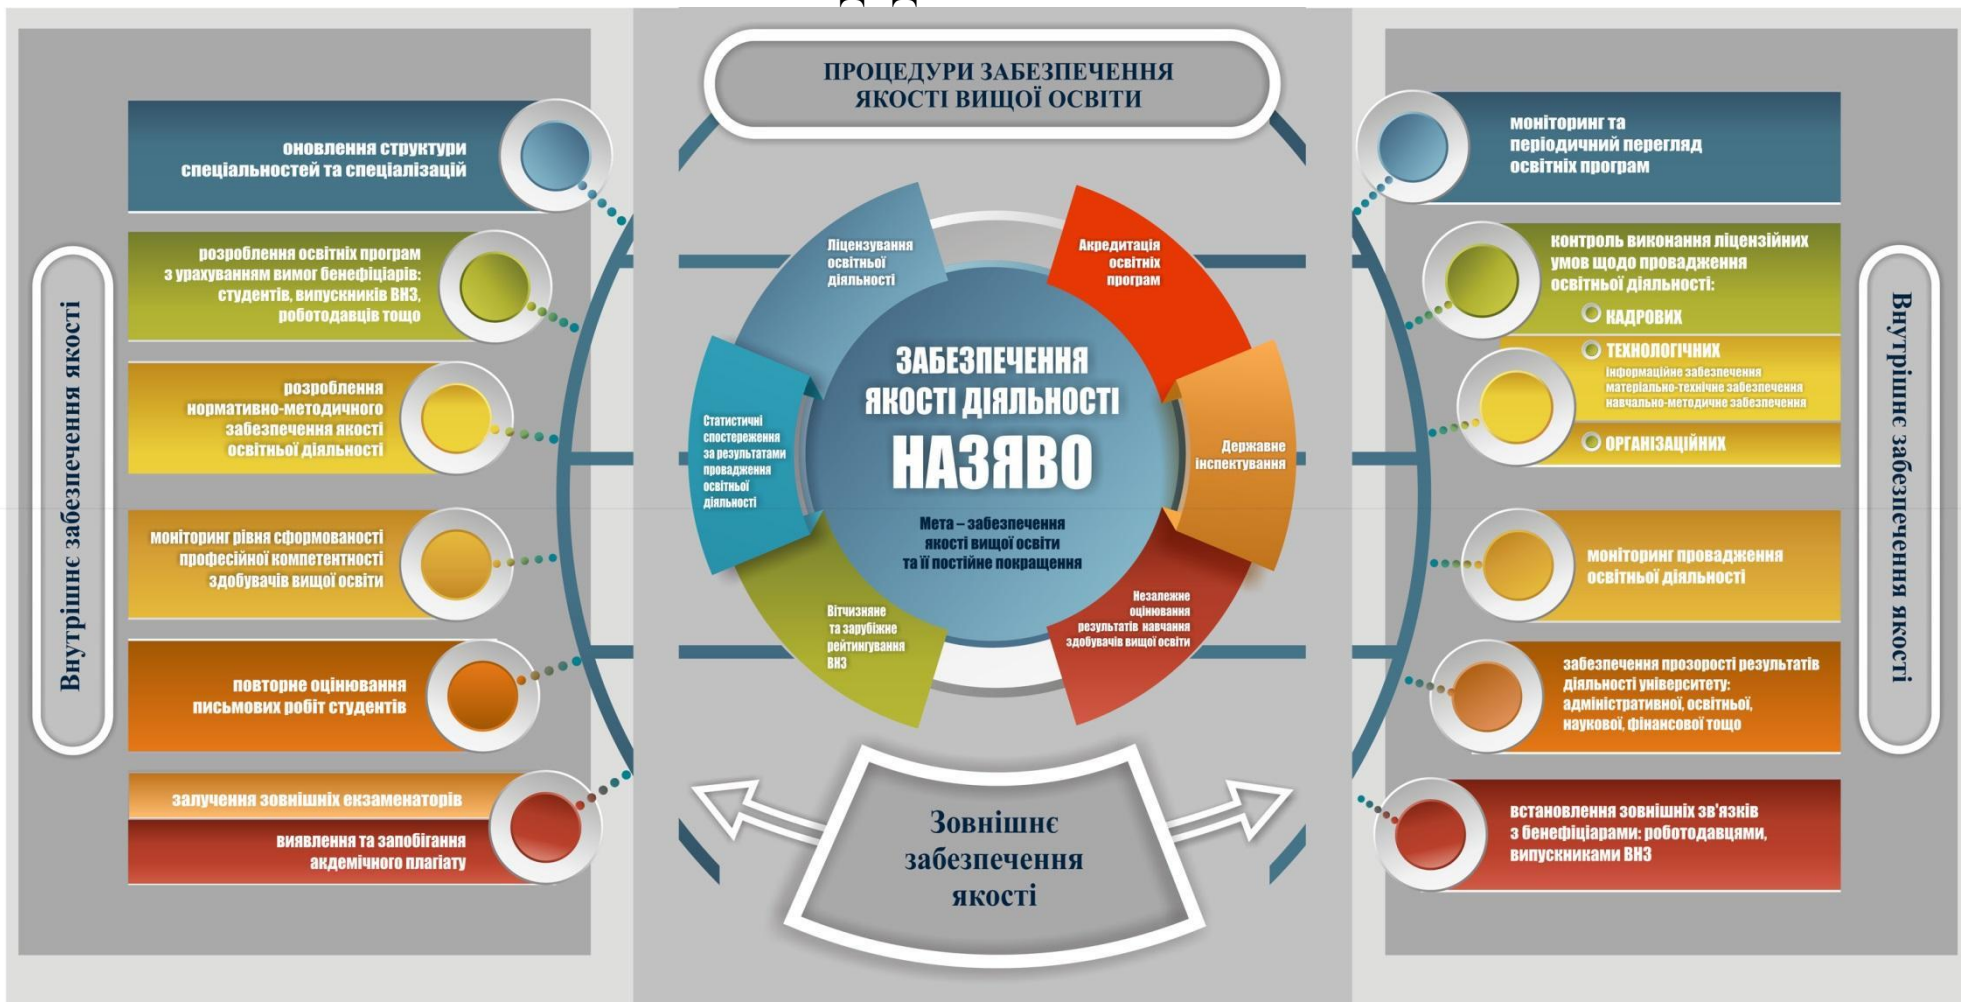 ПРОЦЕДУРИ ЗАБЕЗПЕЧЕННЯ
ЯКОСТІ ВИЩОЇ ОСВІТИ
Внутрішнє забезпечення якості
оновлення структури
спеціальностей та спеціалізацій
розроблення освітніх програм
з урахуванням вимог бенефіціарів:
студентів, випускників ВНЗ,
роботодавців тощо
розроблення
нормативно-методичного
забезпечення якості
освітньої діяльності
моніторинг рівня сформованості
професійної компетентності
здобувачів вищої освіти
повторне оцінювання
письмових робіт студентів
залучення зовнішніх екзаменаторів
виявлення та запобігання
академічного плагіату
Ліцензування
освітньої
діяльності
Акредитація
освітніх
програм
Статистичні
спостереження
за результатами
провадження
освітньої
діяльності
Державне
інспектування
Вітчизняне
та зарубіжне
рейтингування
ВНЗ
Незалежне
оцінювання
результатів навчання
здобувачів вищої освіти
ЗАБЕЗПЕЧЕННЯ
ЯКОСТІ ДІЯЛЬНОСТІ
НАЗЯВО
Мета – забезпечення
якості вищої освіти
та її постійне покращення
Зовнішнє
забезпечення
якості
моніторинг та
періодичний перегляд
освітніх програм
контроль виконання ліцензійних
умов щодо провадження
освітньої діяльності:
КАДРОВИХ
ТЕХНОЛОГІЧНИХ
інформаційне забезпечення
матеріально-технічне забезпечення
навчально-методичне забезпечення
ОРГАНІЗАЦІЙНИХ
моніторинг провадження
освітньої діяльності
забезпечення прозорості результатів
діяльності університету:
адміністративної, освітньої,
наукової, фінансової тощо
встановлення зовнішніх зв'язків
з бенефіціарами: роботодавцями,
випускниками ВНЗ
Внутрішнє забезпечення якості